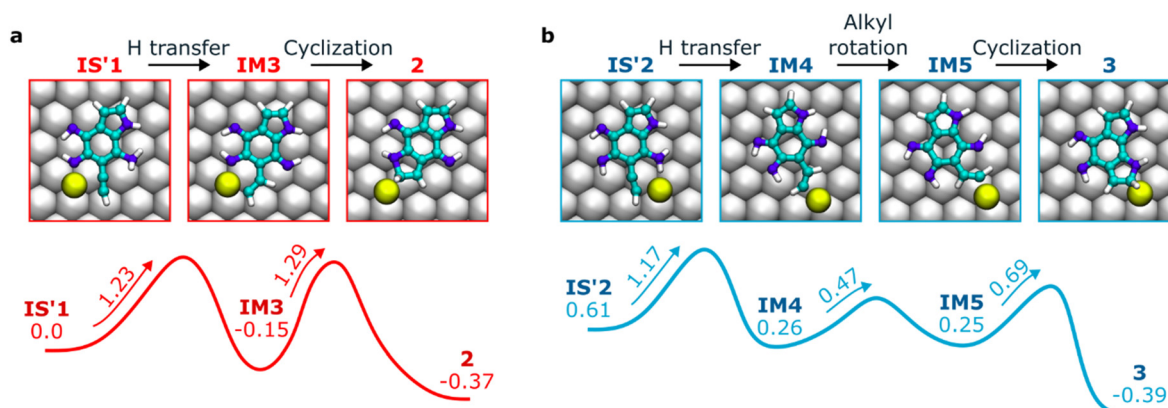 a
H transfer Cyclization
IS'1 IM3 2
1.23
1.29
IS'1
0.0
IM3
-0.15
2
-0.37
b
H transfer Alkyl rotation Cyclization
IS'2 IM4 IM5 3
1.17
0.47
0.69
IS'2
0.61
IM4
0.26
IM5
0.25
3
-0.39